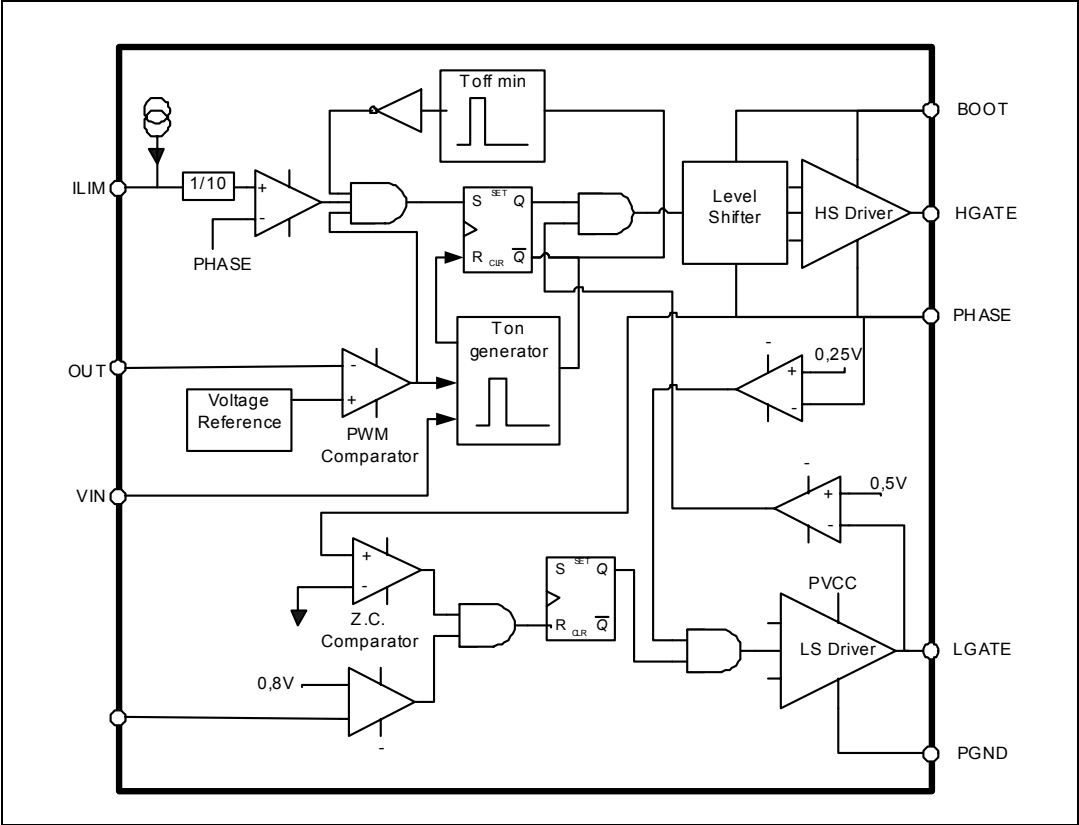 Toff min
BOOT
ILIM
1/10
+
-
PHASE
S SET Q
R CLR Q
Level
Shifter
HS Driver
HGATE
PHASE
Ton
generator
OUT
-
+
Voltage
Reference
PWM
Comparator
-
0,25V
+
-
VIN
-
0,5V
+
-
+
-
Z.C.
Comparator
S SET Q
R CLR Q
PVCC
LS Driver
LGATE
0,8V
-
PGND